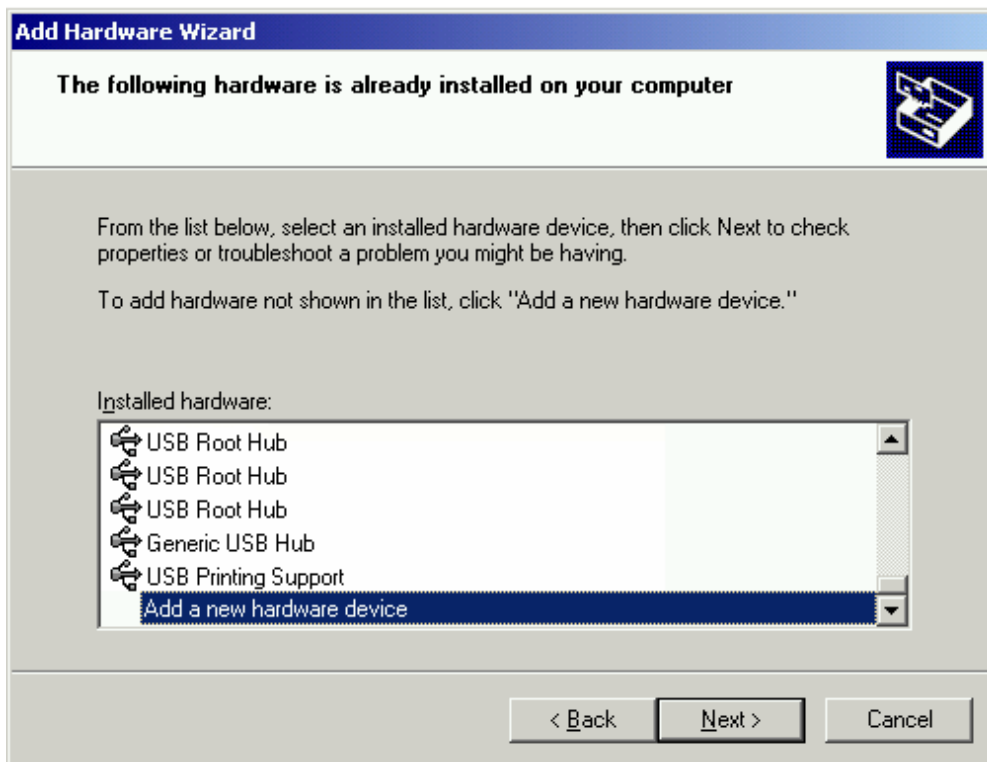 Add Hardware Wizard
The following hardware is already installed on your computer
From the list below, select an installed hardware device, then click Next to check
properties or troubleshoot a problem you might be having.
To add hardware not shown in the list, click "Add a new hardware device."
Installed hardware:
USB Root Hub
USB Root Hub
USB Root Hub
Generic USB Hub
USB Printing Support
Add a new hardware device
< Back
Next >
Cancel